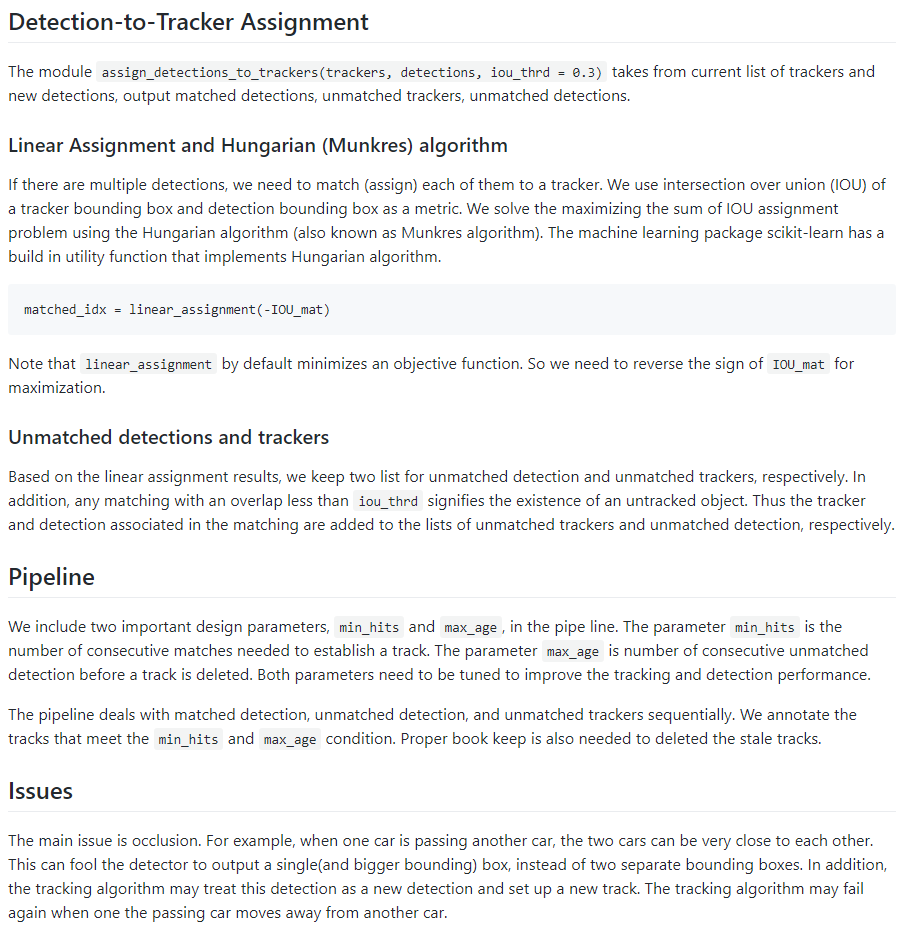 Detection-to-Tracker Assignment
The module assign_detections_to_trackers(trackers, detections, iou_thrd = 0.3) takes from current list of trackers and
new detections, output matched detections, unmatched trackers, unmatched detections.
Linear Assignment and Hungarian (Munkres) algorithm
If there are multiple detections, we need to match (assign) each of them to a tracker. We use intersection over union (IOU) of
a tracker bounding box and detection bounding box as a metric. We solve the maximizing the sum of IOU assignment
problem using the Hungarian algorithm (also known as Munkres algorithm). The machine learning package scikit-learn has a
build in utility function that implements Hungarian algorithm.
matched_idx = linear_assignment(-IOU_mat)
Note that linear_assignment by default minimizes an objective function. So we need to reverse the sign of IOU_mat for
maximization.
Unmatched detections and trackers
Based on the linear assignment results, we keep two list for unmatched detection and unmatched trackers, respectively. In
addition, any matching with an overlap less than iou_thrd signifies the existence of an untracked object. Thus the tracker
and detection associated in the matching are added to the lists of unmatched trackers and unmatched detection, respectively.
Pipeline
We include two important design parameters, min_hits and max_age, in the pipe line. The parameter min_hits is the
number of consecutive matches needed to establish a track. The parameter max_age is number of consecutive unmatched
detection before a track is deleted. Both parameters need to be tuned to improve the tracking and detection performance.
The pipeline deals with matched detection, unmatched detection, and unmatched trackers sequentially. We annotate the
tracks that meet the min_hits and max_age condition. Proper book keep is also needed to deleted the stale tracks.
Issues
The main issue is occlusion. For example, when one car is passing another car, the two cars can be very close to each other.
This can fool the detector to output a single(and bigger bounding) box, instead of two separate bounding boxes. In addition,
the tracking algorithm may treat this detection as a new detection and set up a new track. The tracking algorithm may fail
again when one the passing car moves away from another car.